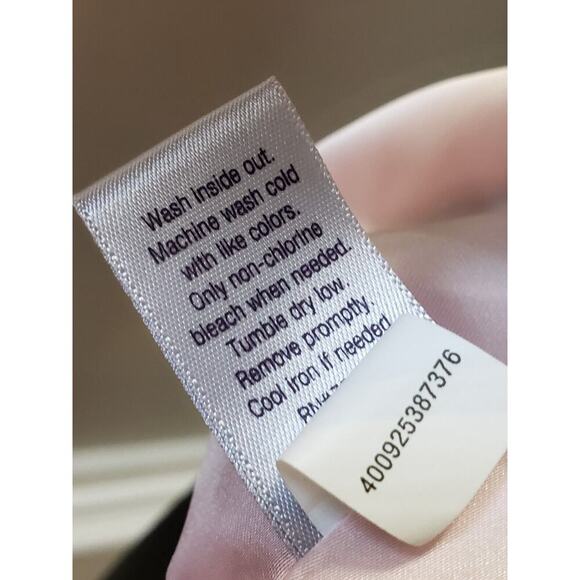 Wash inside out.
Machine wash cold
with like colors.
Only non-chlorine
bleach when needed.
Tumble dry low.
Remove promptly.
Cool iron if needed.
400925387376